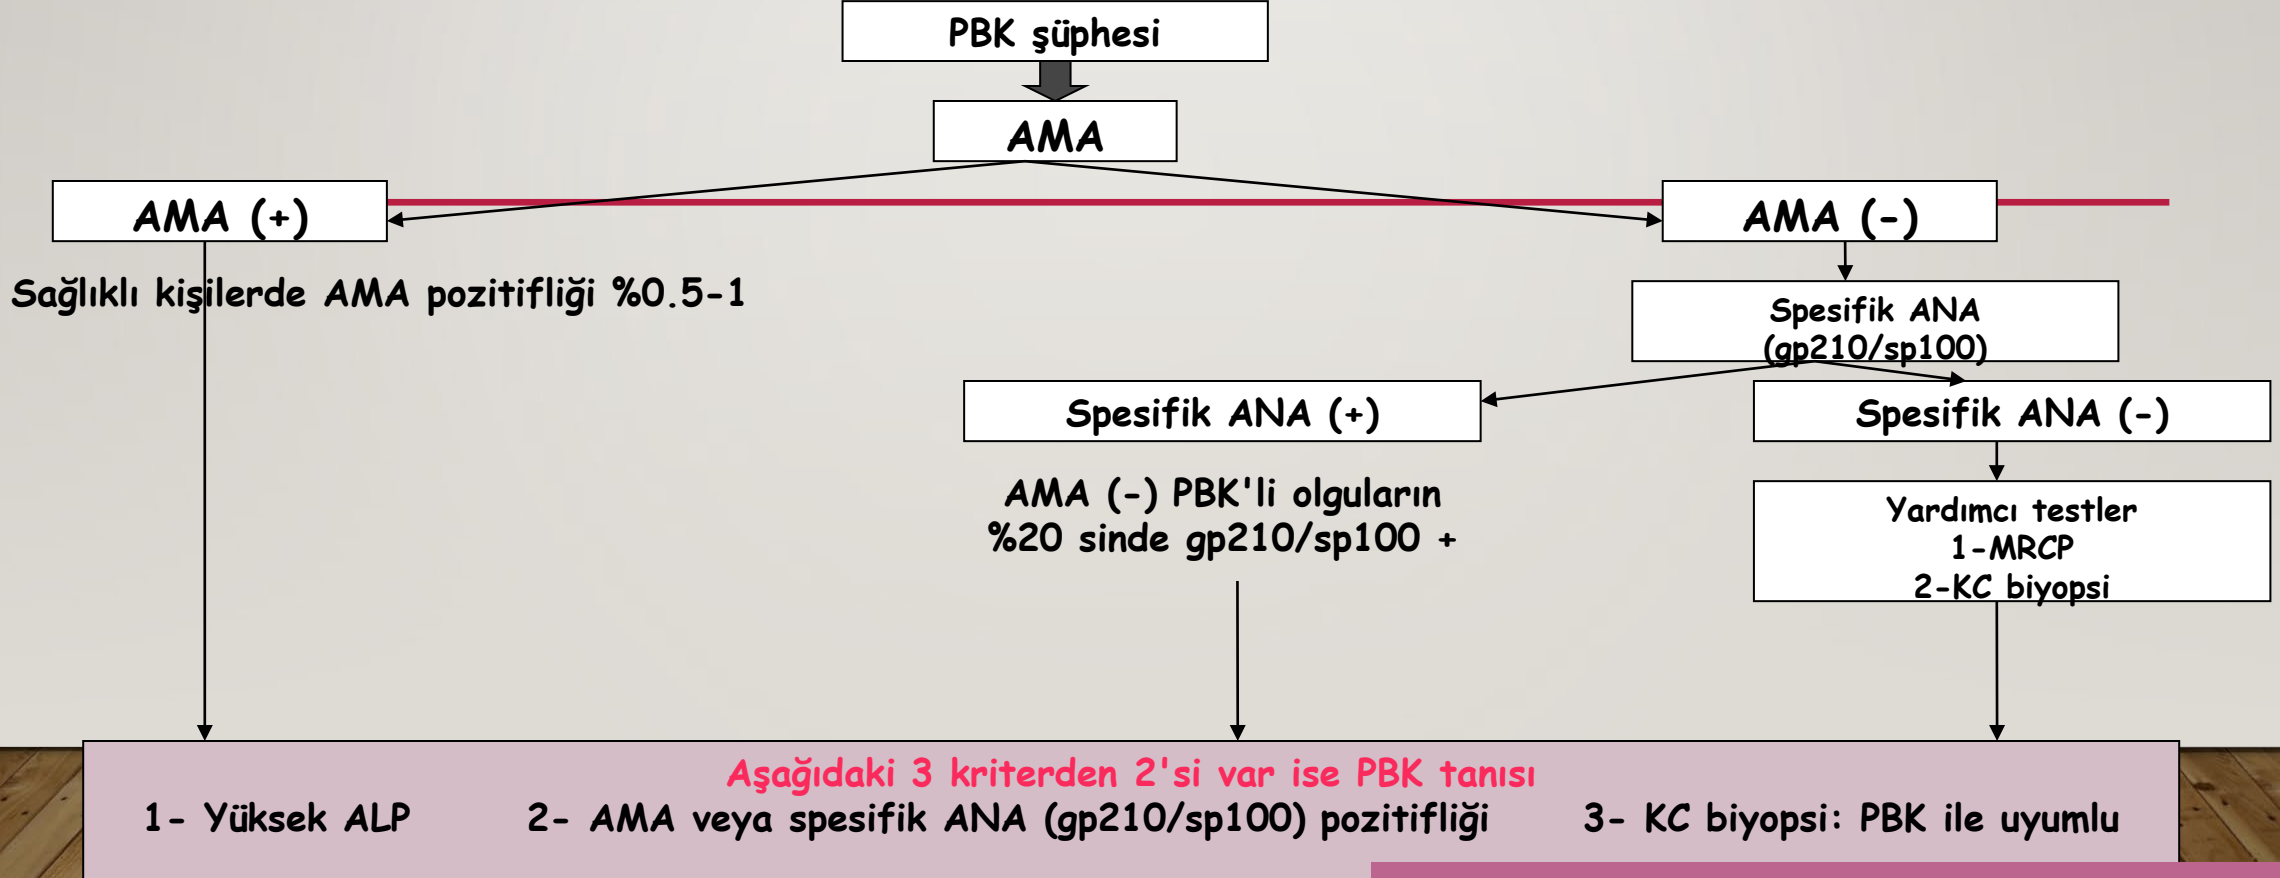 PBK şüphesi
AMA
AMA (+)
AMA (-)
Sağlıklı kişilerde AMA pozitifliği %0.5-1
Spesifik ANA
(gp210/sp100)
Spesifik ANA (+)
Spesifik ANA (-)
AMA (-) PBK'li olguların
%20 sinde gp210/sp100 +
Yardımcı testler
1-MRCP
2-KC biyopsi
Aşağıdaki 3 kriterden 2'si var ise PBK tanısı
1- Yüksek ALP 2- AMA veya spesifik ANA (gp210/sp100) pozitifliği 3- KC biyopsi: PBK ile uyumlu